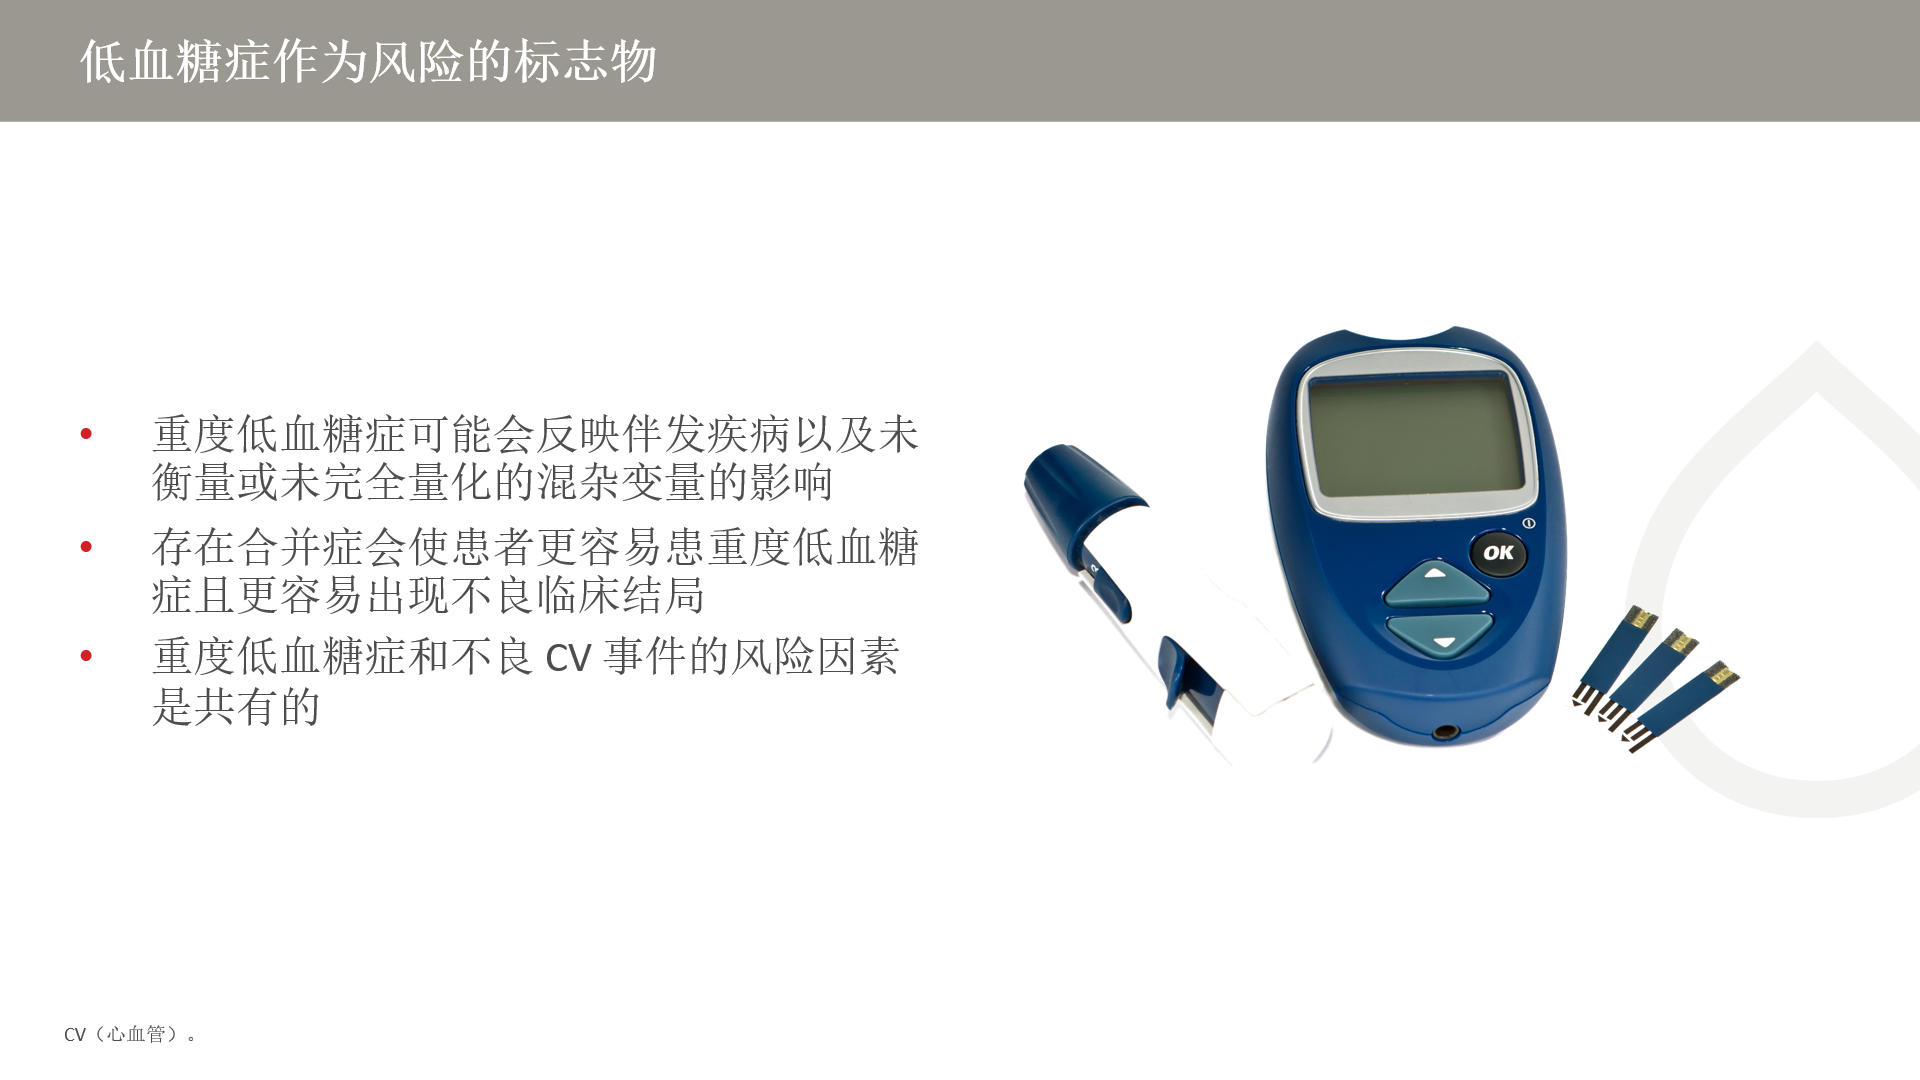 低血糖症作为风险的标志物
• 重度低血糖症可能会反映伴发疾病以及未
衡量或未完全量化的混杂变量的影响
• 存在合并症会使患者更容易患重度低血糖
症且更容易出现不良临床结局
• 重度低血糖症和不良 CV 事件的风险因素
是共有的
OK
CV（心血管）。